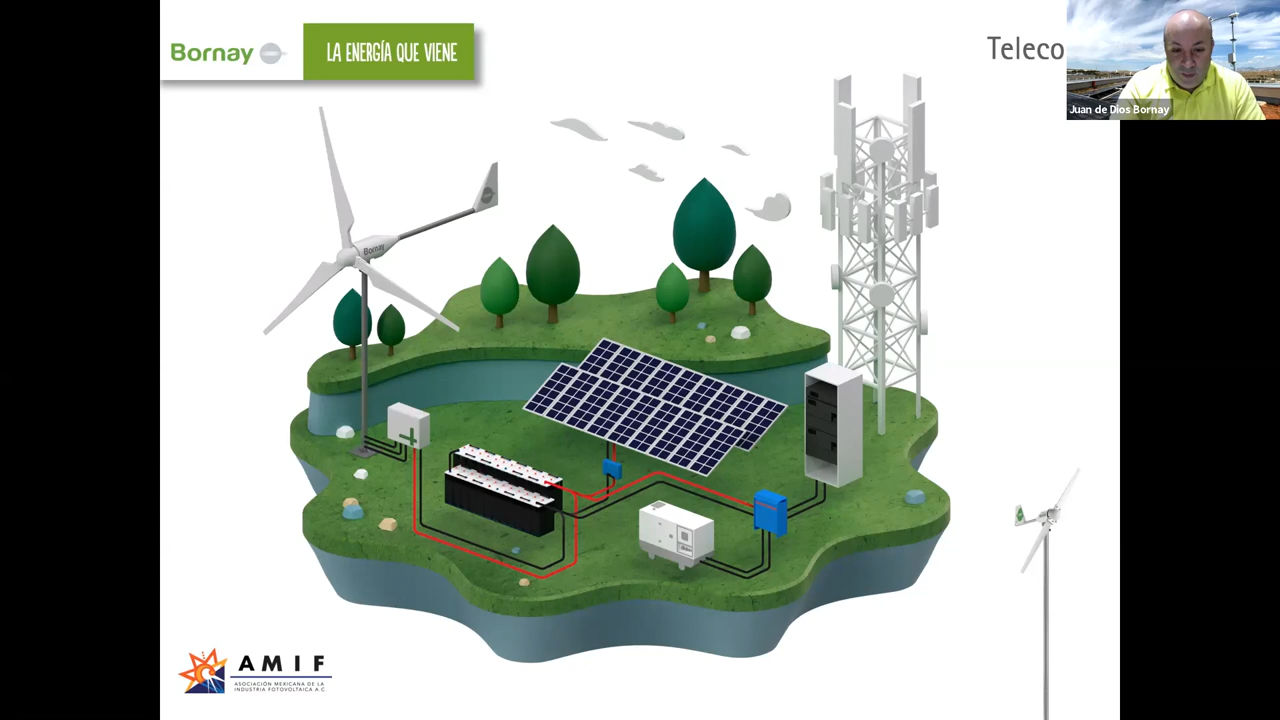 Bornay
LA ENERGÍA QUE VIENE
Teleco
Juan de Dios Bornay
Bornay
AMIF
ASOCIACIÓN MEXICANA DE LA
INDUSTRIA FOTOVOLTAICA A.C